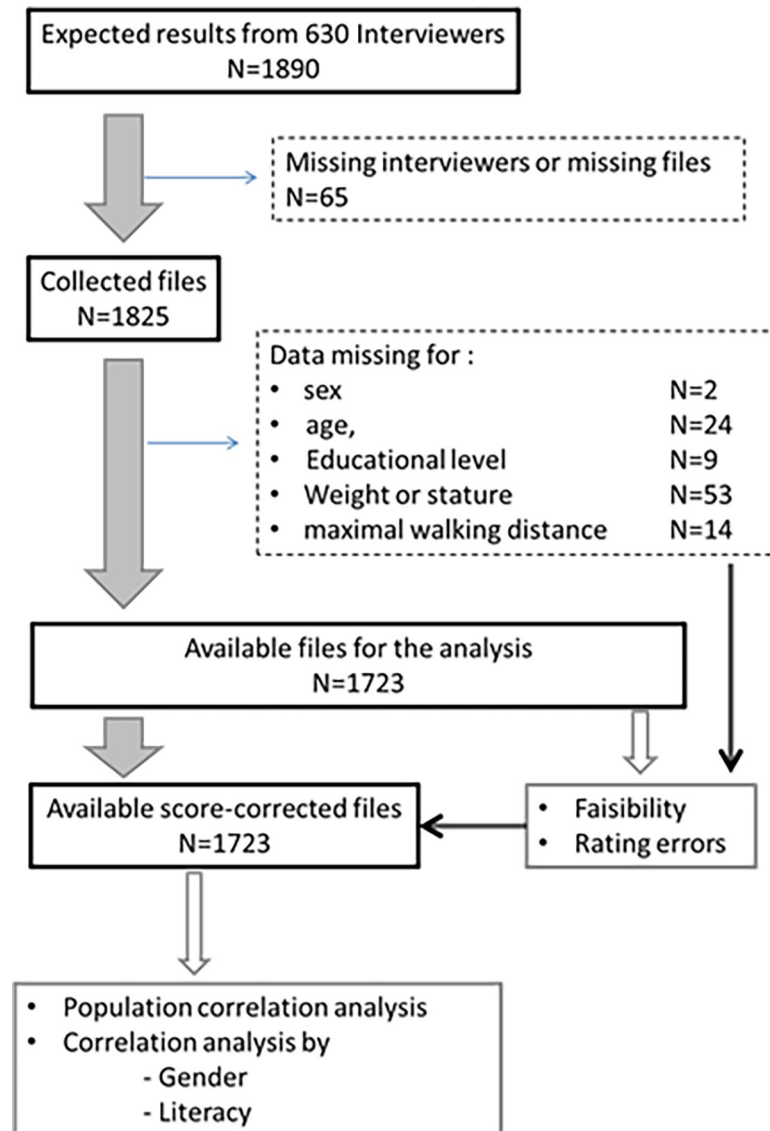 Expected results from 630 Interviewers
N=1890
Missing interviewers or missing files
N=65
Collected files
N=1825
Data missing for :
• sex N=2
• age, N=24
• Educational level N=9
• Weight or stature N=53
• maximal walking distance N=14
Available files for the analysis
N=1723
Available score-corrected files
N=1723
• Faisibility
• Rating errors
• Population correlation analysis
• Correlation analysis by
- Gender
- Literacy